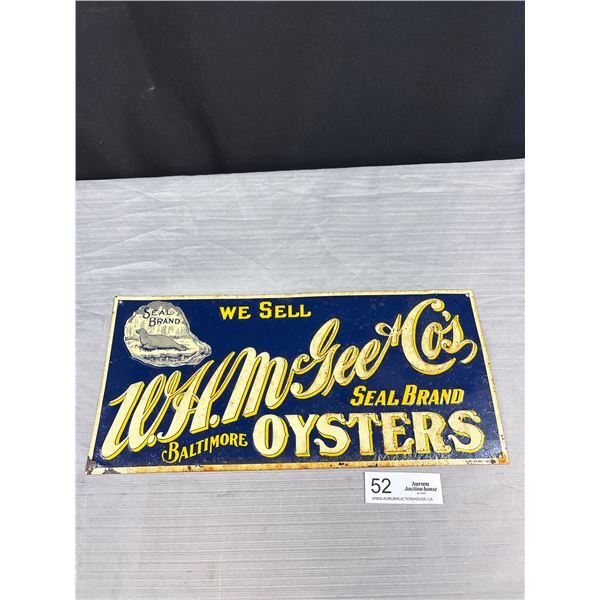 WE SELL
SEAL
BRAND
W.H. McGee & Co's
SEAL BRAND
BALTIMORE OYSTERS
52
Aurum
Auction house
WWW.AURUMAUCTIONHOUSE.CA